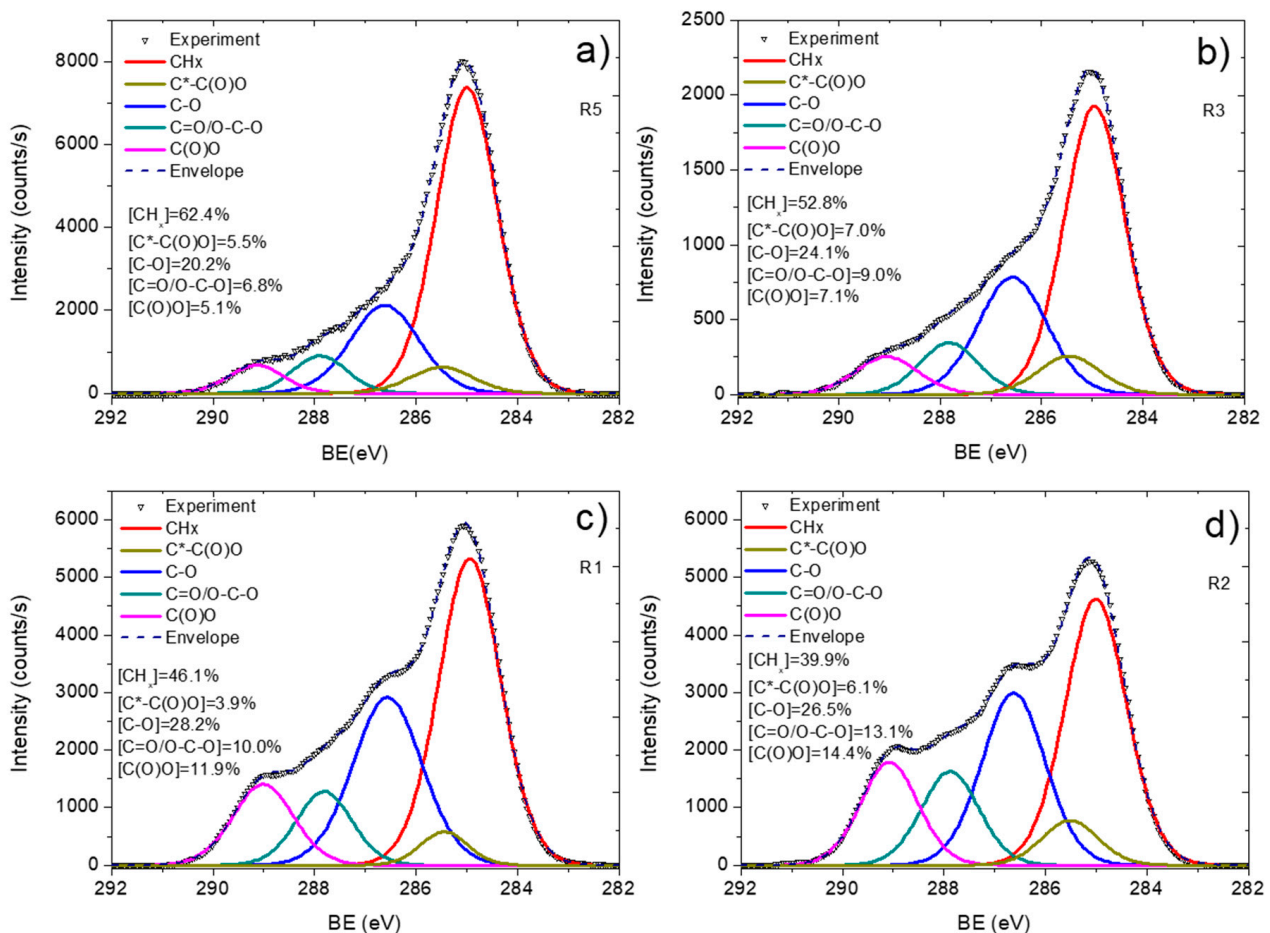 a)
R5
Experiment
CHx
C*-C(O)O
C-O
C=O/O-C-O
C(O)O
Envelope
[CHx]=62.4%
[C*-C(O)O]=5.5%
[C-O]=20.2%
[C=O/O-C-O]=6.8%
[C(O)O]=5.1%
8000
6000
4000
2000
0
Intensity (counts/s)
292 290 288 286 284 282
BE(eV)
b)
R3
Experiment
CHx
C*-C(O)O
C-O
C=O/O-C-O
C(O)O
Envelope
[CHx]=52.8%
[C*-C(O)O]=7.0%
[C-O]=24.1%
[C=O/O-C-O]=9.0%
[C(O)O]=7.1%
2500
2000
1500
1000
500
0
Intensity (counts/s)
292 290 288 286 284 282
BE (eV)
c)
R1
Experiment
CHx
C*-C(O)O
C-O
C=O/O-C-O
C(O)O
Envelope
[CHx]=46.1%
[C*-C(O)O]=3.9%
[C-O]=28.2%
[C=O/O-C-O]=10.0%
[C(O)O]=11.9%
6000
5000
4000
3000
2000
1000
0
Intensity (counts/s)
292 290 288 286 284 282
BE (eV)
d)
R2
Experiment
CHx
C*-C(O)O
C-O
C=O/O-C-O
C(O)O
Envelope
[CHx]=39.9%
[C*-C(O)O]=6.1%
[C-O]=26.5%
[C=O/O-C-O]=13.1%
[C(O)O]=14.4%
6000
5000
4000
3000
2000
1000
0
Intensity (counts/s)
292 290 288 286 284 282
BE (eV)